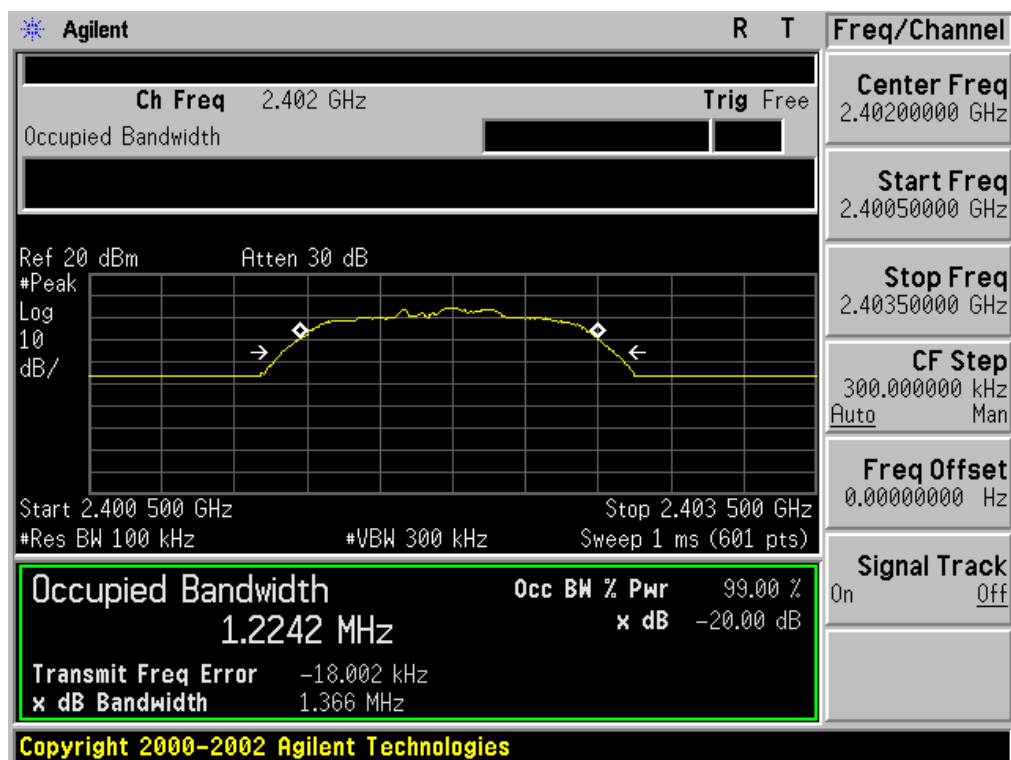 Agilent R T
Ch Freq 2.402 GHz Trig Free
Occupied Bandwidth
Ref 20 dBm Atten 30 dB
#Peak
Log
10
dB/
Start 2.400 500 GHz Stop 2.403 500 GHz
#Res BW 100 kHz #VBW 300 kHz Sweep 1 ms (601 pts)
Occupied Bandwidth Occ BW % Pwr 99.00 %
1.2242 MHz x dB -20.00 dB
Transmit Freq Error -18.002 kHz
x dB Bandwidth 1.366 MHz
Copyright 2000-2002 Agilent Technologies
Freq/Channel
Center Freq
2.40200000 GHz
Start Freq
2.40050000 GHz
Stop Freq
2.40350000 GHz
CF Step
300.000000 kHz
Auto Man
Freq Offset
0.00000000 Hz
Signal Track
On Off